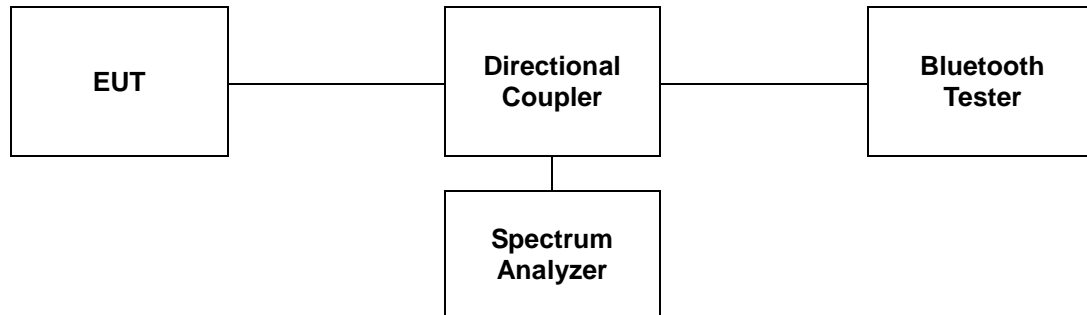 EUT
Directional
Coupler
Bluetooth
Tester
Spectrum
Analyzer